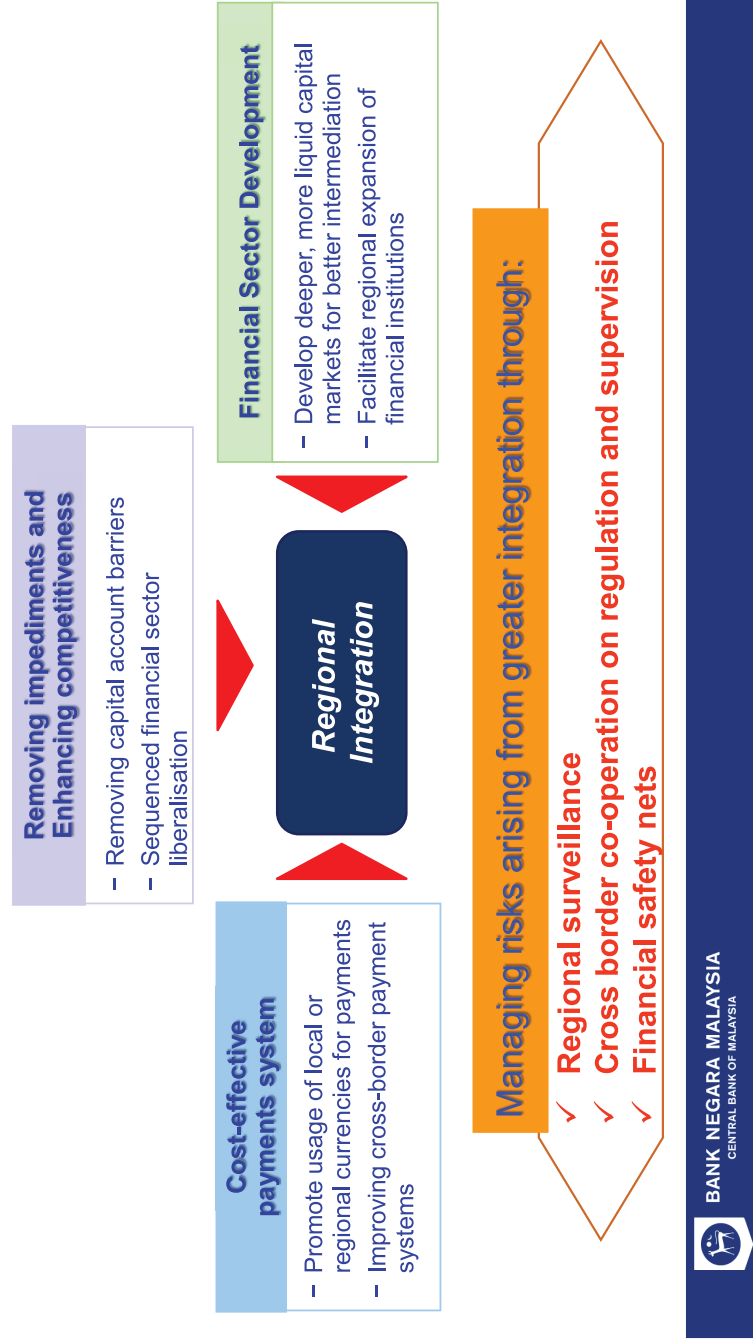 Removing impediments and
Enhancing competitiveness
– Removing capital account barriers
– Sequenced financial sector
liberalisation
Cost-effective
payments system
– Promote usage of local or
regional currencies for payments
– Improving cross-border payment
systems
Regional
Integration
Financial Sector Development
– Develop deeper, more liquid capital
markets for better intermediation
– Facilitate regional expansion of
financial institutions
Managing risks arising from greater integration through:
✓ Regional surveillance
✓ Cross border co-operation on regulation and supervision
✓ Financial safety nets
BANK NEGARA MALAYSIA
CENTRAL BANK OF MALAYSIA